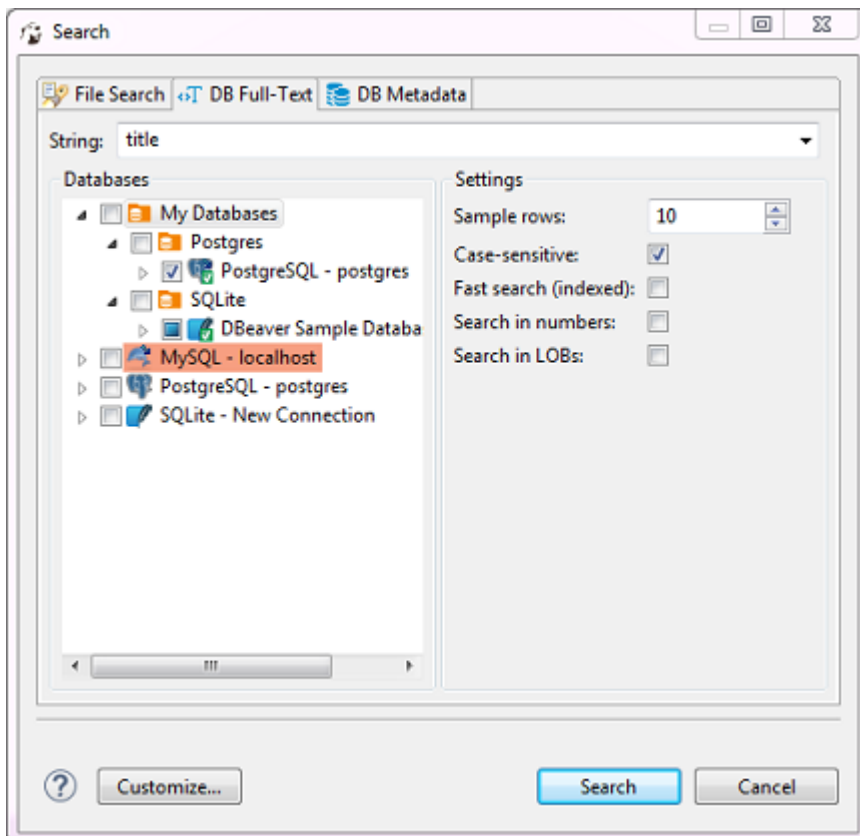 Search
File Search DB Full-Text DB Metadata
String: title
Databases
My Databases
Postgres
PostgreSQL - postgres
SQLite
DBeaver Sample Databa
MySQL - localhost
PostgreSQL - postgres
SQLite - New Connection
Settings
Sample rows: 10
Case-sensitive:
Fast search (indexed):
Search in numbers:
Search in LOBs:
? Customize... Search Cancel